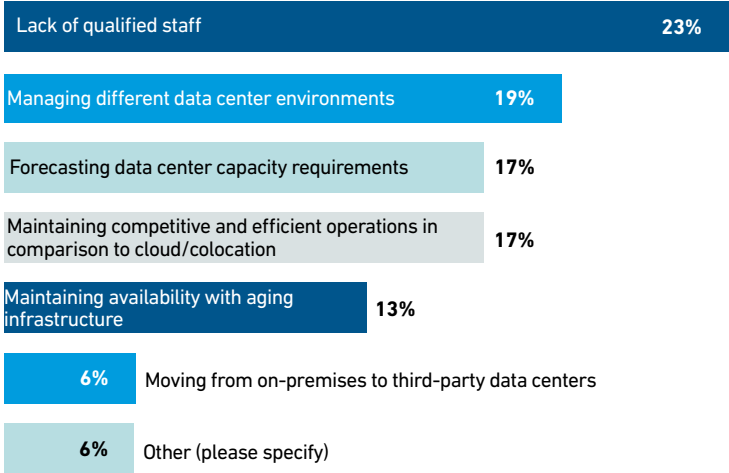 Lack of qualified staff 23%
Managing different data center environments 19%
Forecasting data center capacity requirements 17%
Maintaining competitive and efficient operations in
comparison to cloud/colocation 17%
Maintaining availability with aging
infrastructure 13%
6% Moving from on-premises to third-party data centers
6% Other (please specify)